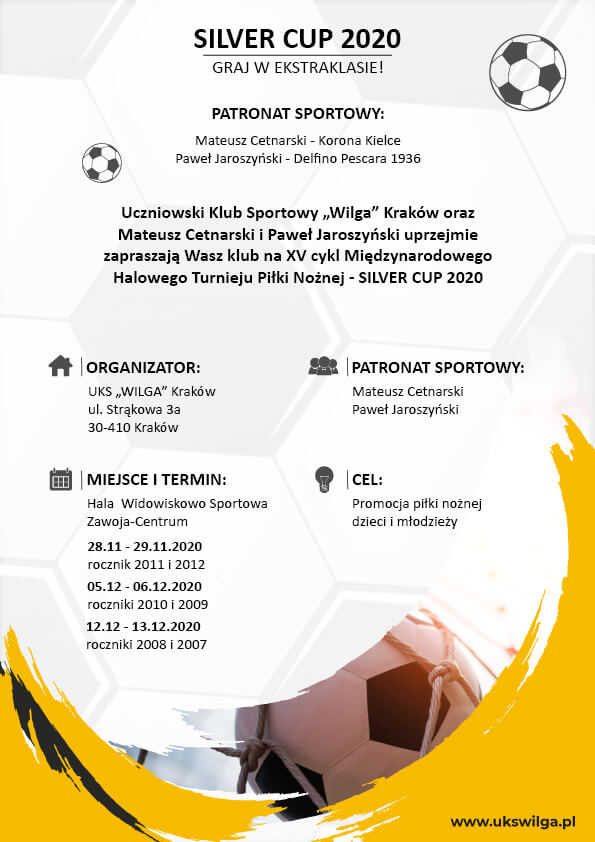 SILVER CUP 2020
GRAJ W EKSTRAKLASIE!
PATRONAT SPORTOWY:
Mateusz Cetnarski - Korona Kielce
Paweł Jaroszyński - Delfino Pescara 1936
Uczniowski Klub Sportowy „Wilga” Kraków oraz
Mateusz Cetnarski i Paweł Jaroszyński uprzejmie
zapraszają Wasz klub na XV cykl Międzynarodowego
Halowego Turnieju Piłki Nożnej - SILVER CUP 2020
ORGANIZATOR:
UKS „WILGA” Kraków
ul. Strąkowa 3a
30-410 Kraków
PATRONAT SPORTOWY:
Mateusz Cetnarski
Paweł Jaroszyński
MIEJSCE I TERMIN:
Hala Widowiskowo Sportowa
Zawoja-Centrum
28.11 - 29.11.2020
rocznik 2011 i 2012
05.12 - 06.12.2020
roczniki 2010 i 2009
12.12 - 13.12.2020
roczniki 2008 i 2007
CEL:
Promocja piłki nożnej
dzieci i młodzieży
www.ukswilga.pl